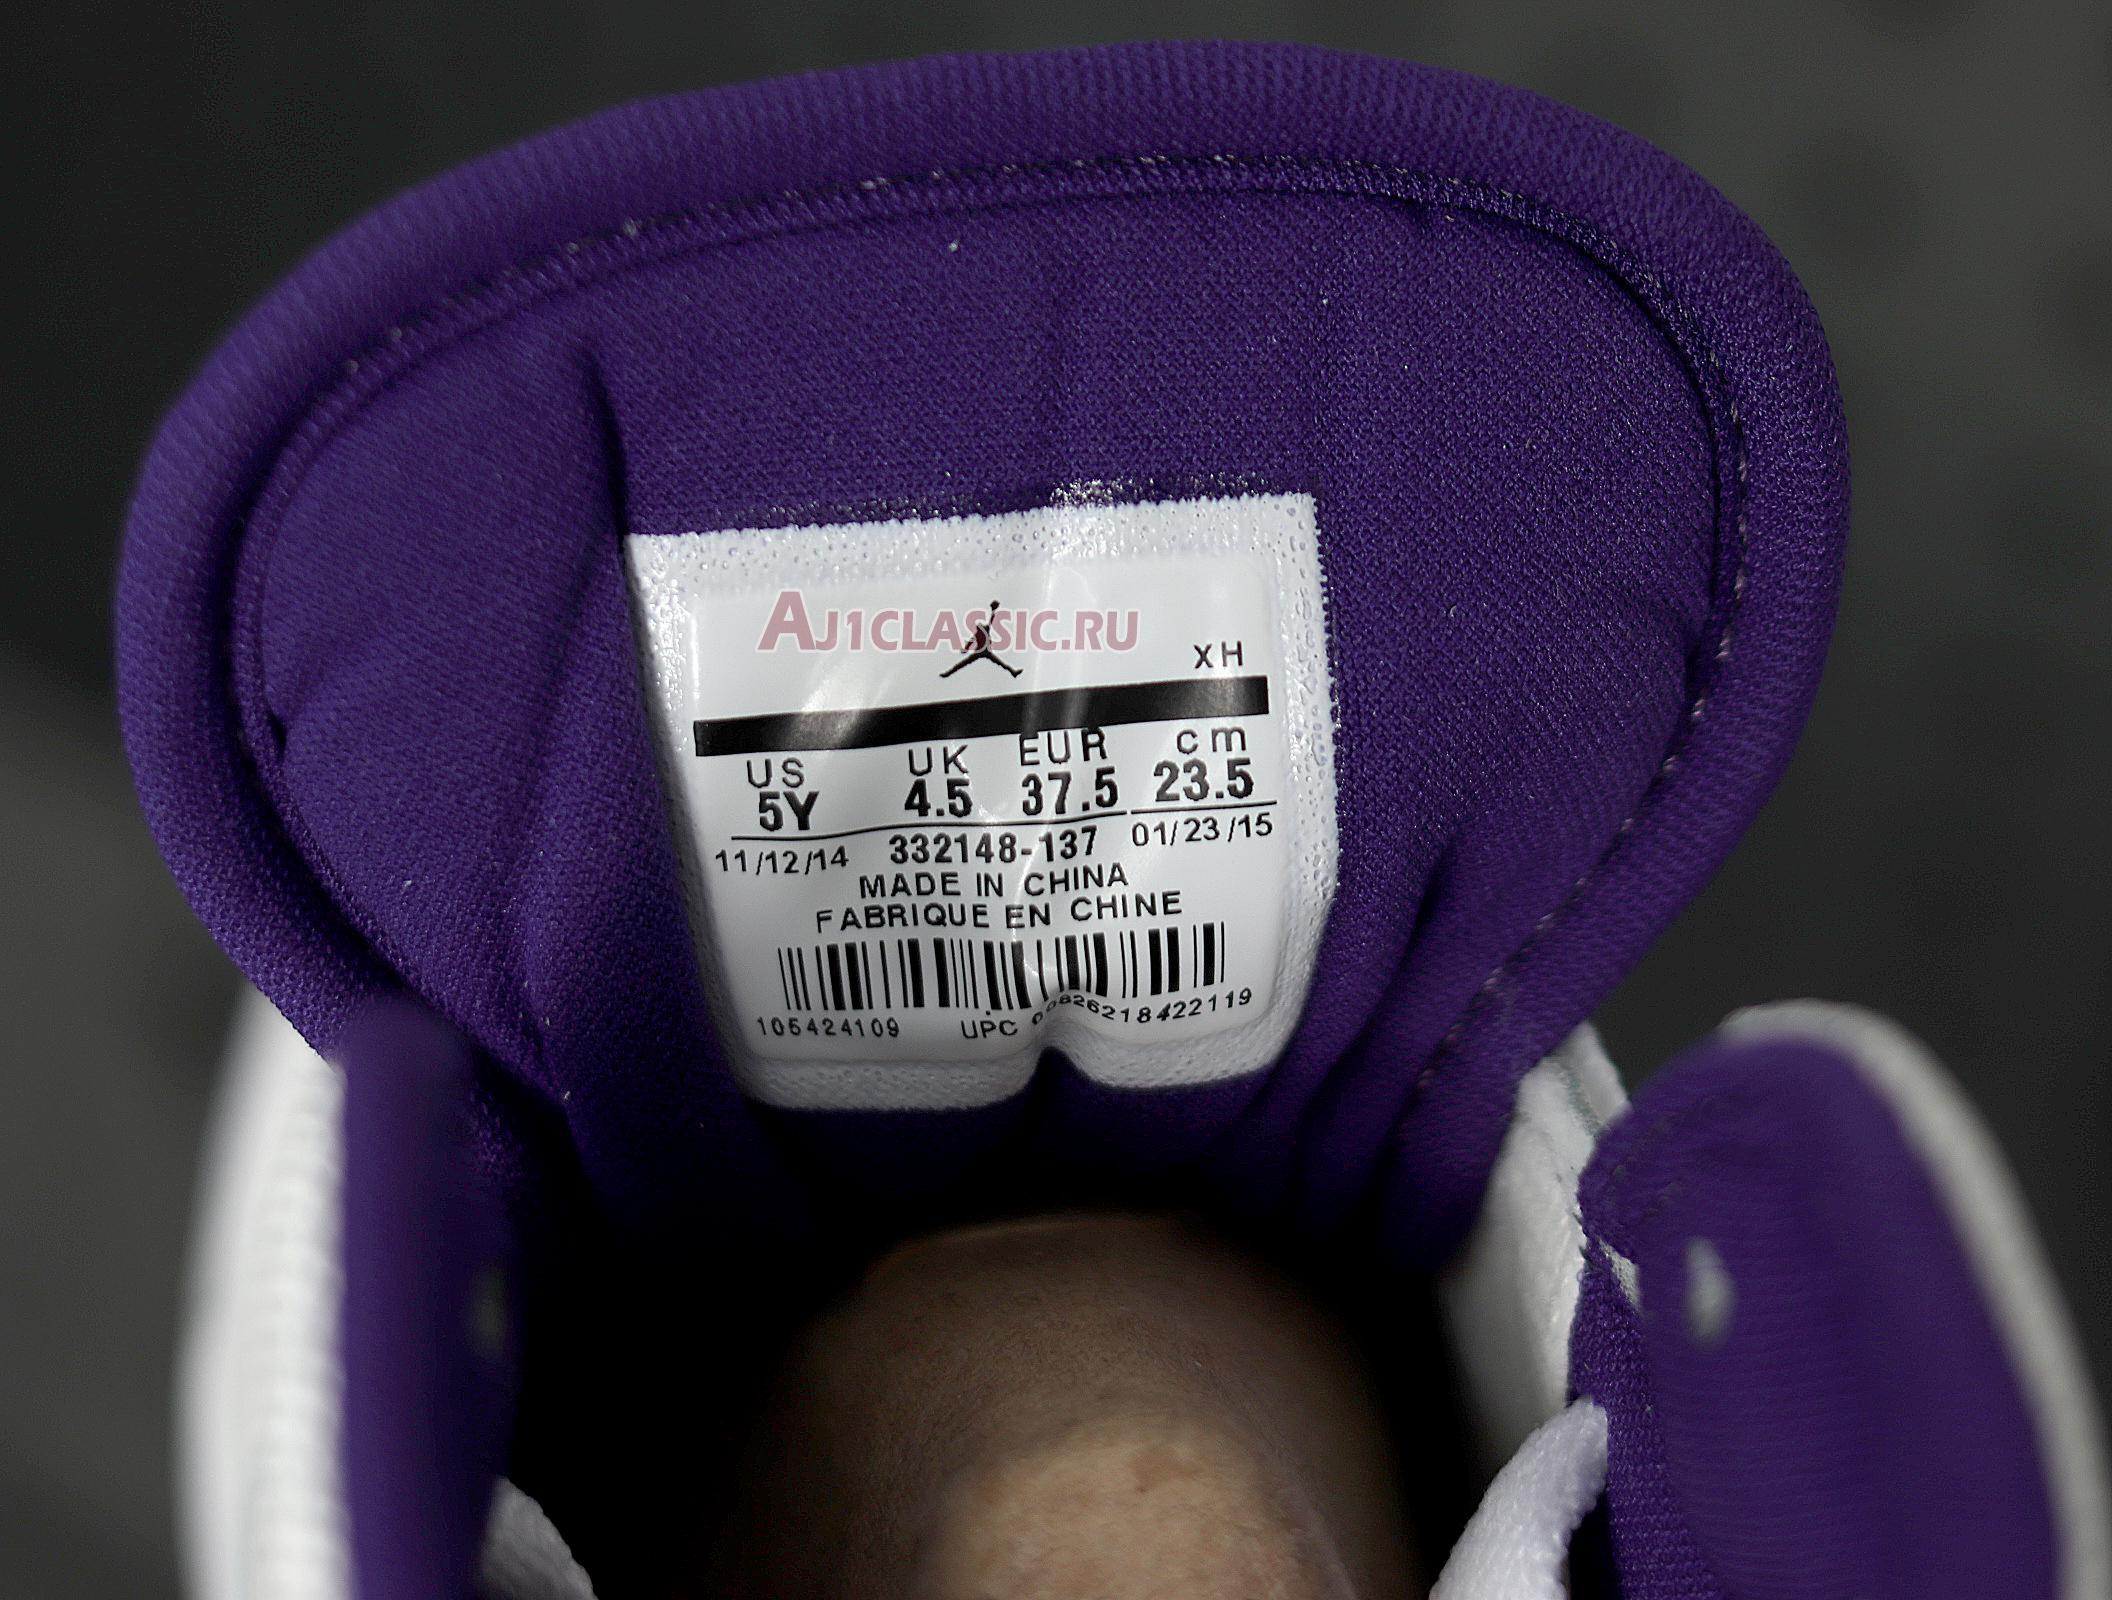 AJ1CLASSIC.RU
XH
US UK EUR cm
5Y 4.5 37.5 23.5
11/12/14 332148-137 01/23/15
MADE IN CHINA
FABRIQUE EN CHINE
105424109 UPC 00826218422119